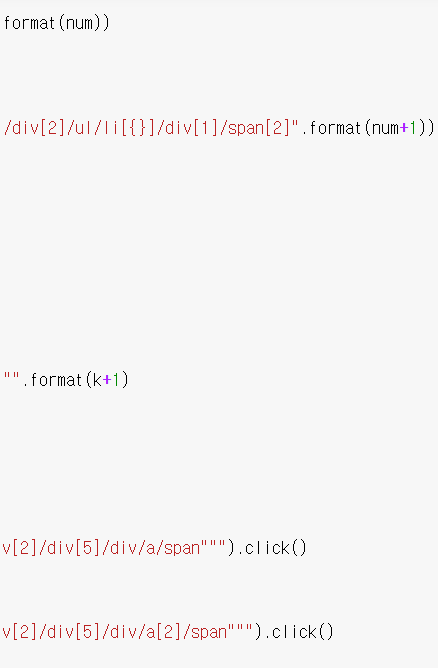 format(num))
/div[2]/ul/li[{}]/div[1]/span[2]".format(num+1))
"".format(k+1)
v[2]/div[5]/div/a/span""").click()
v[2]/div[5]/div/a[2]/span""").click()